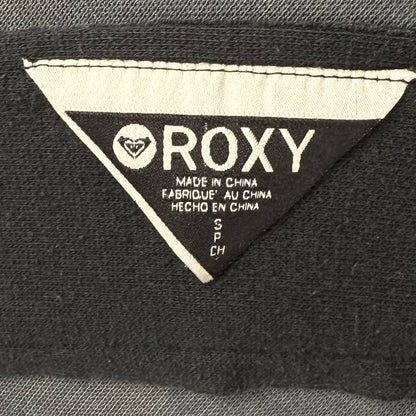 ROXY
MADE IN CHINA
FABRIQUE' AU CHINA
HECHO EN CHINA
S
P
CH